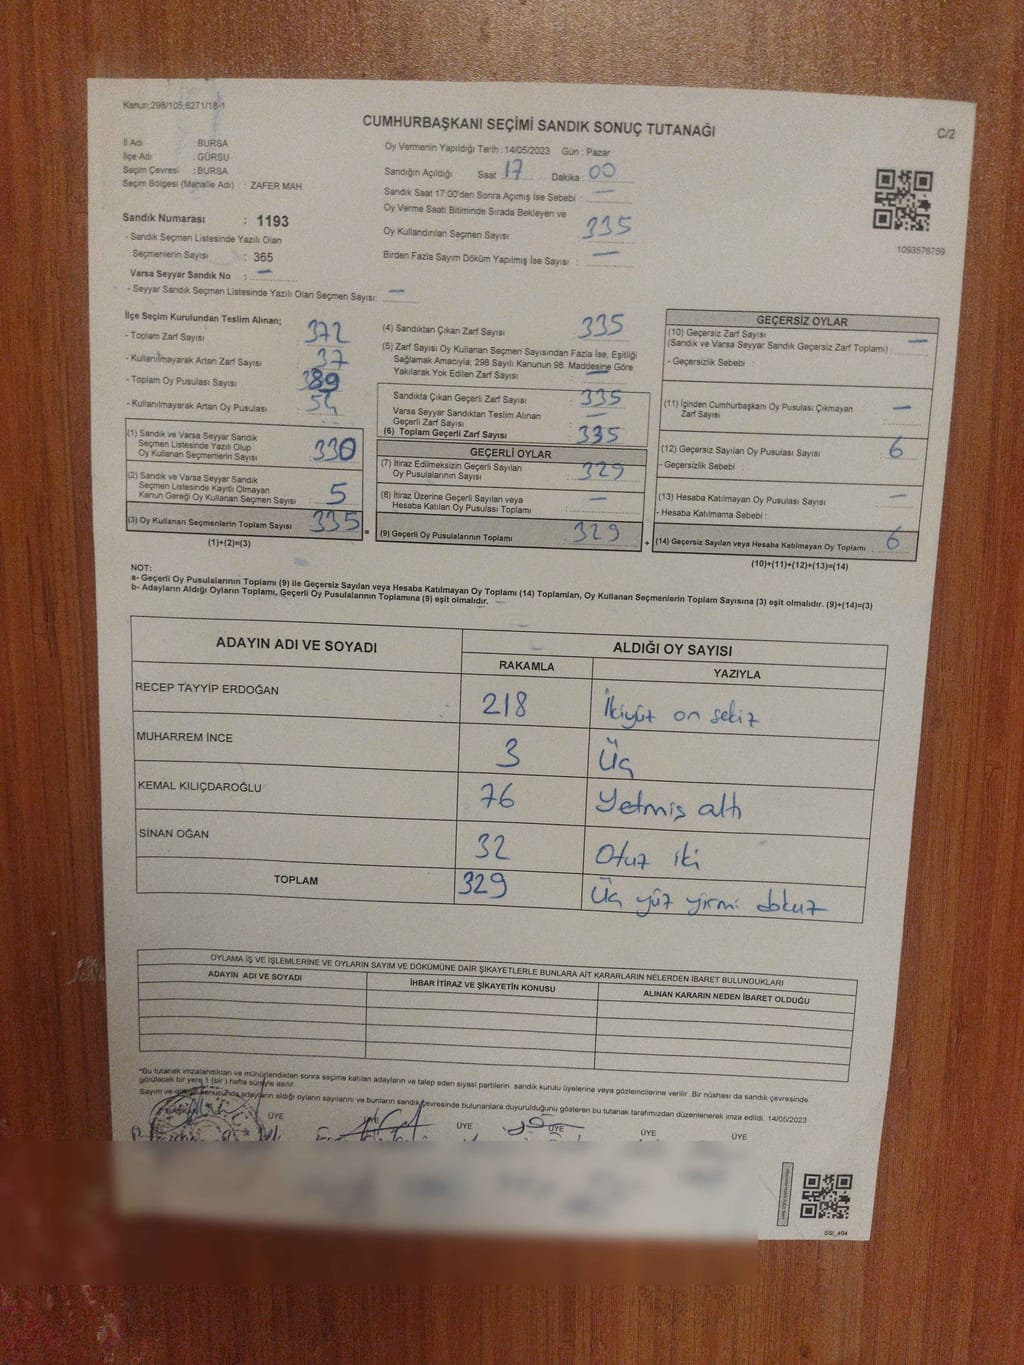 Kanun:298/105;6271/18-1
CUMHURBAŞKANI SEÇİMİ SANDIK SONUÇ TUTANAĞI
C/2
İl Adı : BURSA
İlçe Adı : GÜRSU
Seçim Çevresi : BURSA
Seçim Bölgesi (Mahalle Adı) : ZAFER MAH.
Sandık Numarası : 1193
- Sandık Seçmen Listesinde Yazılı Olan
Seçmenlerin Sayısı : 365
Varsa Seyyar Sandık No : —
- Seyyar Sandık Seçmen Listesinde Yazılı Olan Seçmen Sayısı: —
Oy Vermenin Yapıldığı Tarih : 14/05/2023 Gün : Pazar
Sandığın Açıldığı Saat : 17 Dakika : 00
Sandık Saat 17:00'den Sonra Açımış İse Sebebi : —
Oy Verme Saati Bitiminde Sırada Bekleyen ve
Oy Kullandırılan Seçmen Sayısı : 335
Birden Fazla Sayım Döküm Yapılmış İse Sayısı : —
1093576759
İlçe Seçim Kurulundan Teslim Alınan;
- Toplam Zarf Sayısı : 372
- Kullanılmayarak Artan Zarf Sayısı : 37
- Toplam Oy Pusulası Sayısı : 389
- Kullanılmayarak Artan Oy Pusulası : 54
(1) Sandık ve Varsa Seyyar Sandık
Seçmen Listesinde Yazılı Olup
Oy Kullanan Seçmenlerin Sayısı : 330
(2) Sandık ve Varsa Seyyar Sandık
Seçmen Listesinde Kayıtlı Olmayan
Kanun Gereği Oy Kullanan Seçmen Sayısı : 5
(3) Oy Kullanan Seçmenlerin Toplam Sayısı : 335
(1)+(2)=(3)
(4) Sandıktan Çıkan Zarf Sayısı : 335
(5) Zarf Sayısı Oy Kullanan Seçmen Sayısından Fazla İse, Eşitliği
Sağlamak Amacıyla; 298 Sayılı Kanunun 98. Maddesine Göre
Yakılarak Yok Edilen Zarf Sayısı : —
Sandıkta Çıkan Geçerli Zarf Sayısı : 335
Varsa Seyyar Sandıktan Teslim Alınan
Geçerli Zarf Sayısı : —
(6) Toplam Geçerli Zarf Sayısı : 335
GEÇERLİ OYLAR
(7) İtiraz Edilmeksizin Geçerli Sayılan
Oy Pusulalarının Sayısı : 329
(8) İtiraz Üzerine Geçerli Sayılan veya
Hesaba Katılan Oy Pusulası Toplamı : —
(9) Geçerli Oy Pusulalarının Toplamı : 329
GEÇERSİZ OYLAR
(10) Geçersiz Zarf Sayısı
(Sandık ve Varsa Seyyar Sandık Geçersiz Zarf Toplamı) : —
- Geçersizlik Sebebi :
(11) İçinden Cumhurbaşkanı Oy Pusulası Çıkmayan
Zarf Sayısı : —
(12) Geçersiz Sayılan Oy Pusulası Sayısı : 6
- Geçersizlik Sebebi :
(13) Hesaba Katılmayan Oy Pusulası Sayısı : —
- Hesaba Katılmama Sebebi :
(14) Geçersiz Sayılan veya Hesaba Katılmayan Oy Toplamı : 6
(10)+(11)+(12)+(13)=(14)
NOT:
a- Geçerli Oy Pusulalarının Toplamı (9) ile Geçersiz Sayılan veya Hesaba Katılmayan Oy Toplamı (14) Toplamları, Oy Kullanan Seçmenlerin Toplam Sayısına (3) eşit olmalıdır. (9)+(14)=(3)
b- Adayların Aldığı Oyların Toplamı, Geçerli Oy Pusulalarının Toplamına (9) eşit olmalıdır.
ADAYIN ADI VE SOYADI ALDIĞI OY SAYISI
RAKAMLA YAZIYLA
RECEP TAYYİP ERDOĞAN 218 İkiyüz on sekiz
MUHARREM İNCE 3 Üç
KEMAL KILIÇDAROĞLU 76 Yetmiş altı
SİNAN OĞAN 32 Otuz iki
TOPLAM 329 Üç yüz yirmi dokuz
OYLAMA İŞ VE İŞLEMLERİNE VE OYLARIN SAYIM VE DÖKÜMÜNE DAİR ŞİKAYETLERLE BUNLARA AİT KARARLARIN NELERDEN İBARET BULUNDUKLARI
ADAYIN ADI VE SOYADI İHBAR İTİRAZ VE ŞİKAYETİN KONUSU ALINAN KARARIN NEDEN İBARET OLDUĞU
*Bu tutanak imzalandıktan ve mühürlendikten sonra seçime katılan adayların ve talep eden siyasi partilerin sandık kurulu üyelerine veya gözlemcilerine verilir. Bir nüshası da sandık çevresinde
görülecek bir yere 1 (bir) hafta süreyle asılır.
Sayım ve döküm sonucunda adayların aldığı oyların sayılarını ve bunların sandık çevresinde bulunanlara duyurulduğunu gösteren bu tutanak tarafımızdan düzenlenerek imza edildi. 14/05/2023
BAŞKAN ÜYE ÜYE ÜYE ÜYE ÜYE
SSI_404